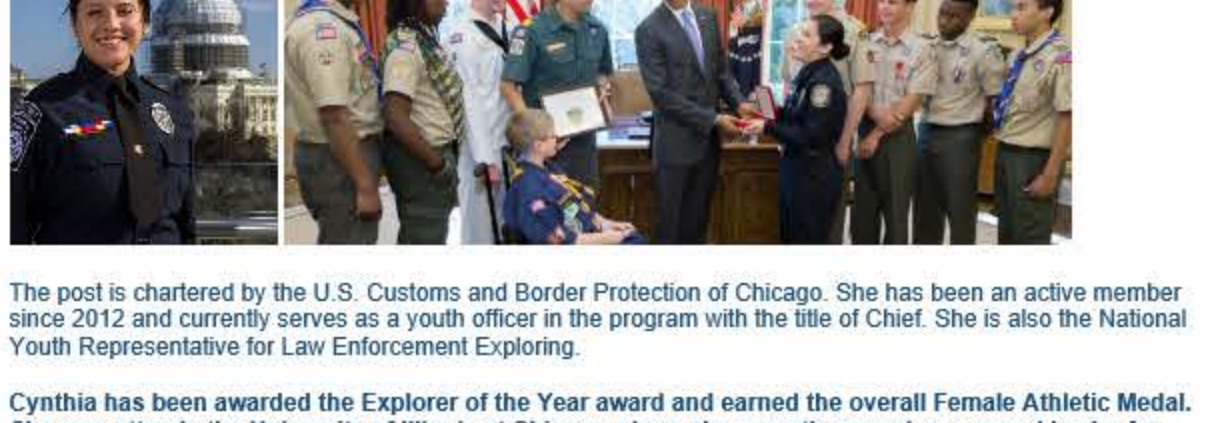 The post is chartered by the U.S. Customs and Border Protection of Chicago. She has been an active member
since 2012 and currently serves as a youth officer in the program with the title of Chief. She is also the National
Youth Representative for Law Enforcement Exploring.
Cynthia has been awarded the Explorer of the Year award and earned the overall Female Athletic Medal.